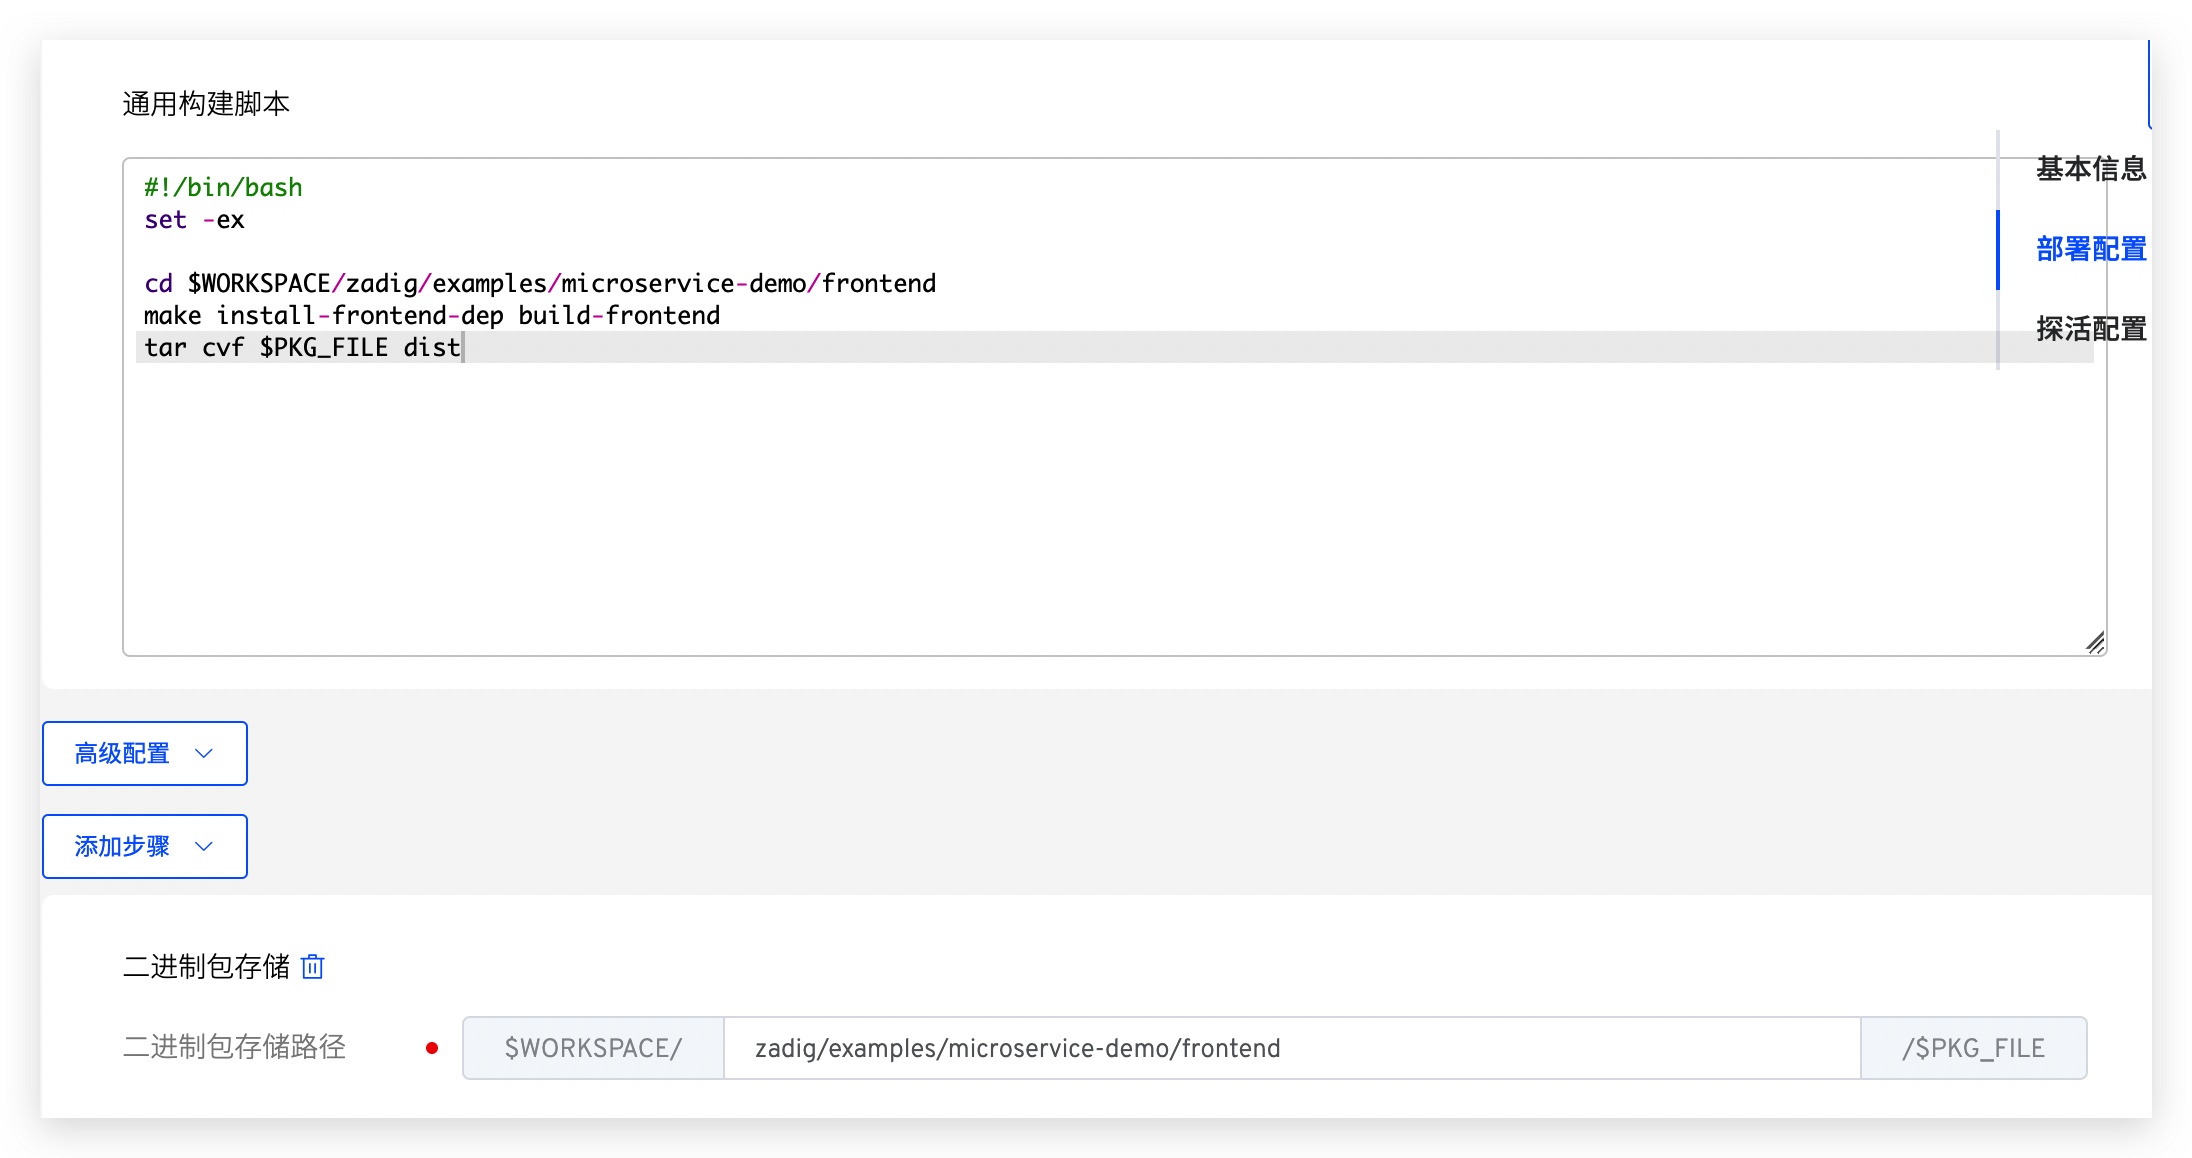 通用构建脚本
#!/bin/bash
set -ex
cd $WORKSPACE/zadig/examples/microservice-demo/frontend
make install-frontend-dep build-frontend
tar cvf $PKG_FILE dist
基本信息
部署配置
探活配置
高级配置
添加步骤
二进制包存储
二进制包存储路径
$WORKSPACE/
zadig/examples/microservice-demo/frontend
/$PKG_FILE